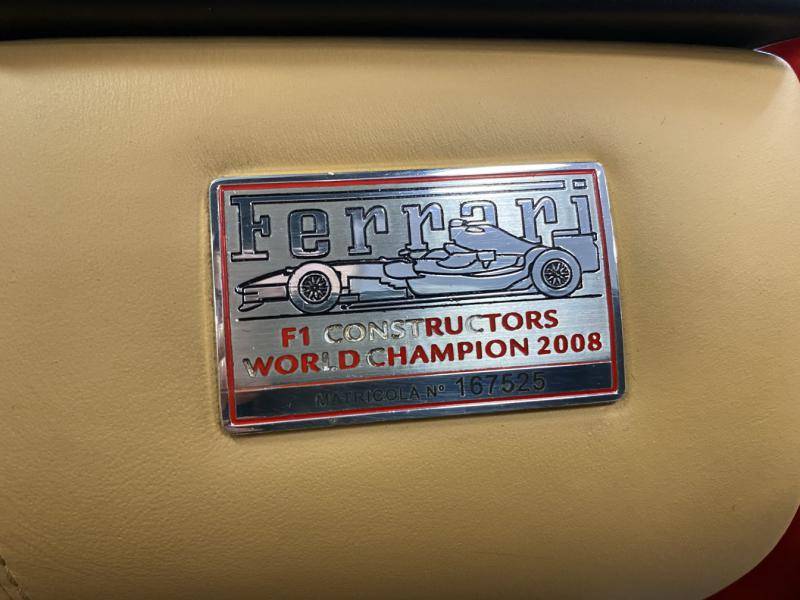 Ferrari
F1 CONSTRUCTORS
WORLD CHAMPION 2008
MATRICOLA Nº 167525